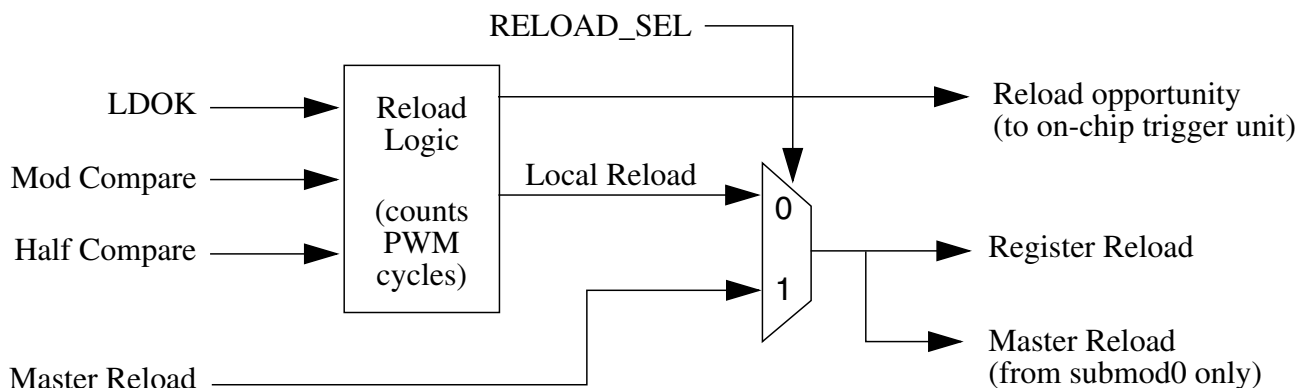 RELOAD_SEL
LDOK
Mod Compare
Half Compare
Master Reload
Reload
Logic
(counts
PWM
cycles)
Local Reload
0
1
Reload opportunity
(to on-chip trigger unit)
Register Reload
Master Reload
(from submod0 only)